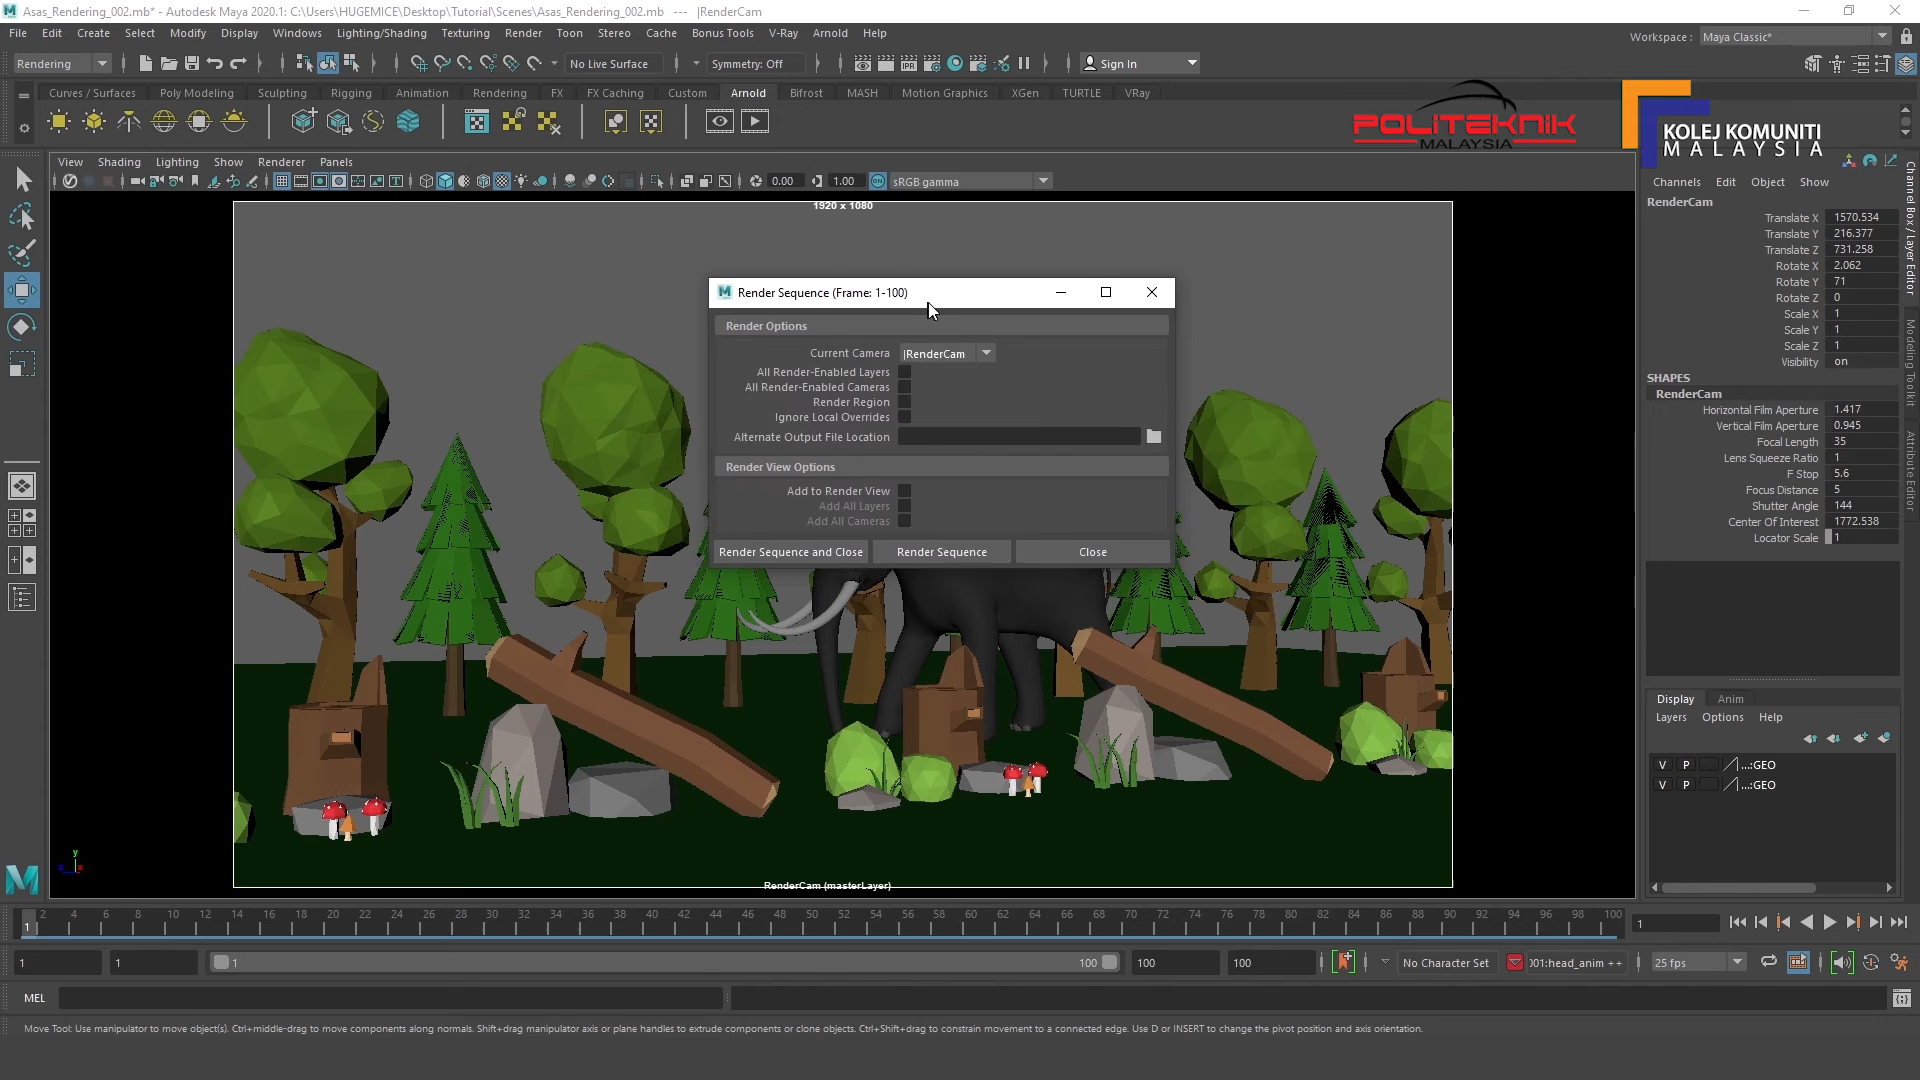 Asas_Rendering_002.mb* - Autodesk Maya 2020.1: C:\Users\HUGEMICE\Desktop\Tutorial\Scenes\Asas_Rendering_002.mb --- |RenderCam
File Edit Create Select Modify Display Windows Lighting/Shading Texturing Render Toon Stereo Cache Bonus Tools V-Ray Arnold Help
Workspace : Maya Classic*
Rendering No Live Surface Symmetry: Off Sign In
Curves / Surfaces Poly Modeling Sculpting Rigging Animation Rendering FX FX Caching Custom Arnold Bifrost MASH Motion Graphics XGen TURTLE VRay
IPR
POLITEKNIK
MALAYSIA
KOLEJ KOMUNITI
MALAYSIA
View Shading Lighting Show Renderer Panels
0.00 1.00 ON sRGB gamma
1920 x 1080
Render Sequence (Frame: 1-100)
Render Options
Current Camera |RenderCam
All Render-Enabled Layers
All Render-Enabled Cameras
Render Region
Ignore Local Overrides
Alternate Output File Location
Render View Options
Add to Render View
Add All Layers
Add All Cameras
Render Sequence and Close Render Sequence Close
RenderCam (masterLayer)
y
Channels Edit Object Show
RenderCam
Translate X 1570.534
Translate Y 216.377
Translate Z 731.258
Rotate X 2.062
Rotate Y 71
Rotate Z 0
Scale X 1
Scale Y 1
Scale Z 1
Visibility on
SHAPES
RenderCam
Horizontal Film Aperture 1.417
Vertical Film Aperture 0.945
Focal Length 35
Lens Squeeze Ratio 1
F Stop 5.6
Focus Distance 5
Shutter Angle 144
Center Of Interest 1772.538
Locator Scale 1
Channel Box / Layer Editor
Modeling Toolkit
Attribute Editor
Display Anim
Layers Options Help
V P ...:GEO
V P ...:GEO
2 4 6 8 10 12 14 16 18 20 22 24 26 28 30 32 34 36 38 40 42 44 46 48 50 52 54 56 58 60 62 64 66 68 70 72 74 76 78 80 82 84 86 88 90 92 94 96 98 100
1 1
1 1 1 100 100 100 No Character Set 001:head_anim ++ 25 fps
MEL
Move Tool: Use manipulator to move object(s). Ctrl+middle-drag to move components along normals. Shift+drag manipulator axis or plane handles to extrude components or clone objects. Ctrl+Shift+drag to constrain movement to a connected edge. Use D or INSERT to change the pivot position and axis orientation.